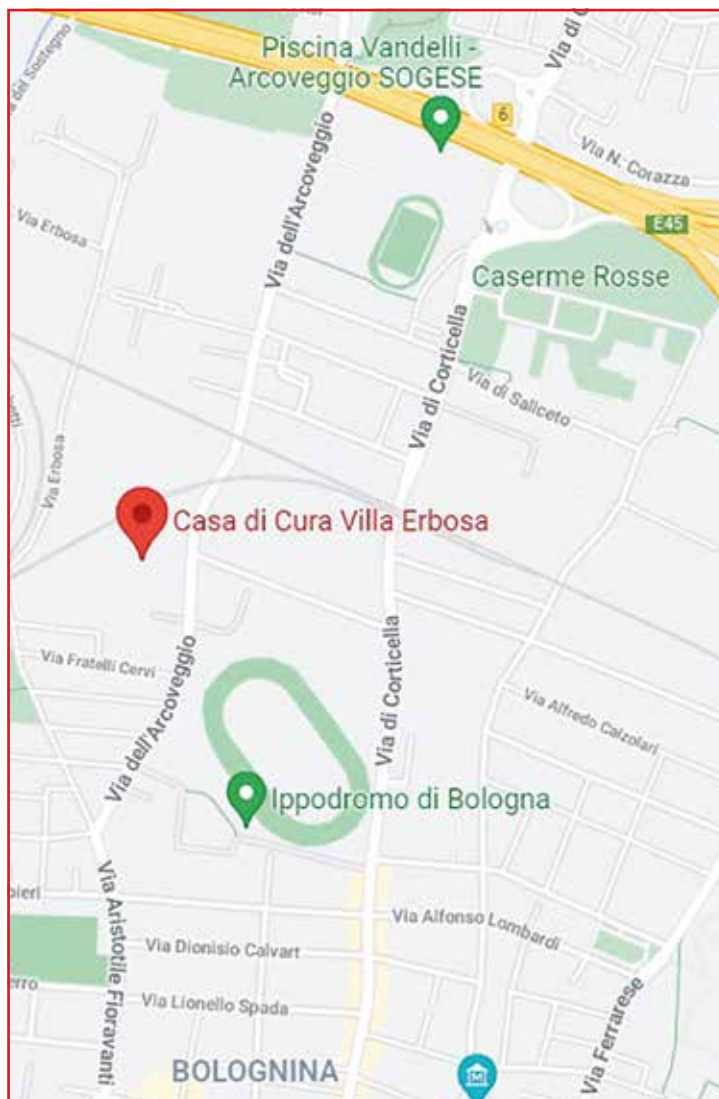 Piscina Vandelli -
Arcoveggio SOGESE
6
Via N. Corazza
E45
Via dell'Arcoveggio
Via Erbosa
Caserme Rosse
Via di Corticella
Via di Saliceto
Via Erbosa
Casa di Cura Villa Erbosa
Via Fratelli Cervi
Via dell'Arcoveggio
Via di Corticella
Via Alfredo Calzolari
Ippodromo di Bologna
Via Aristotile Fioravanti
Via Alfonso Lombardi
Via Dionisio Calvart
Via Lionello Spada
Via Ferrarese
BOLOGNINA
M